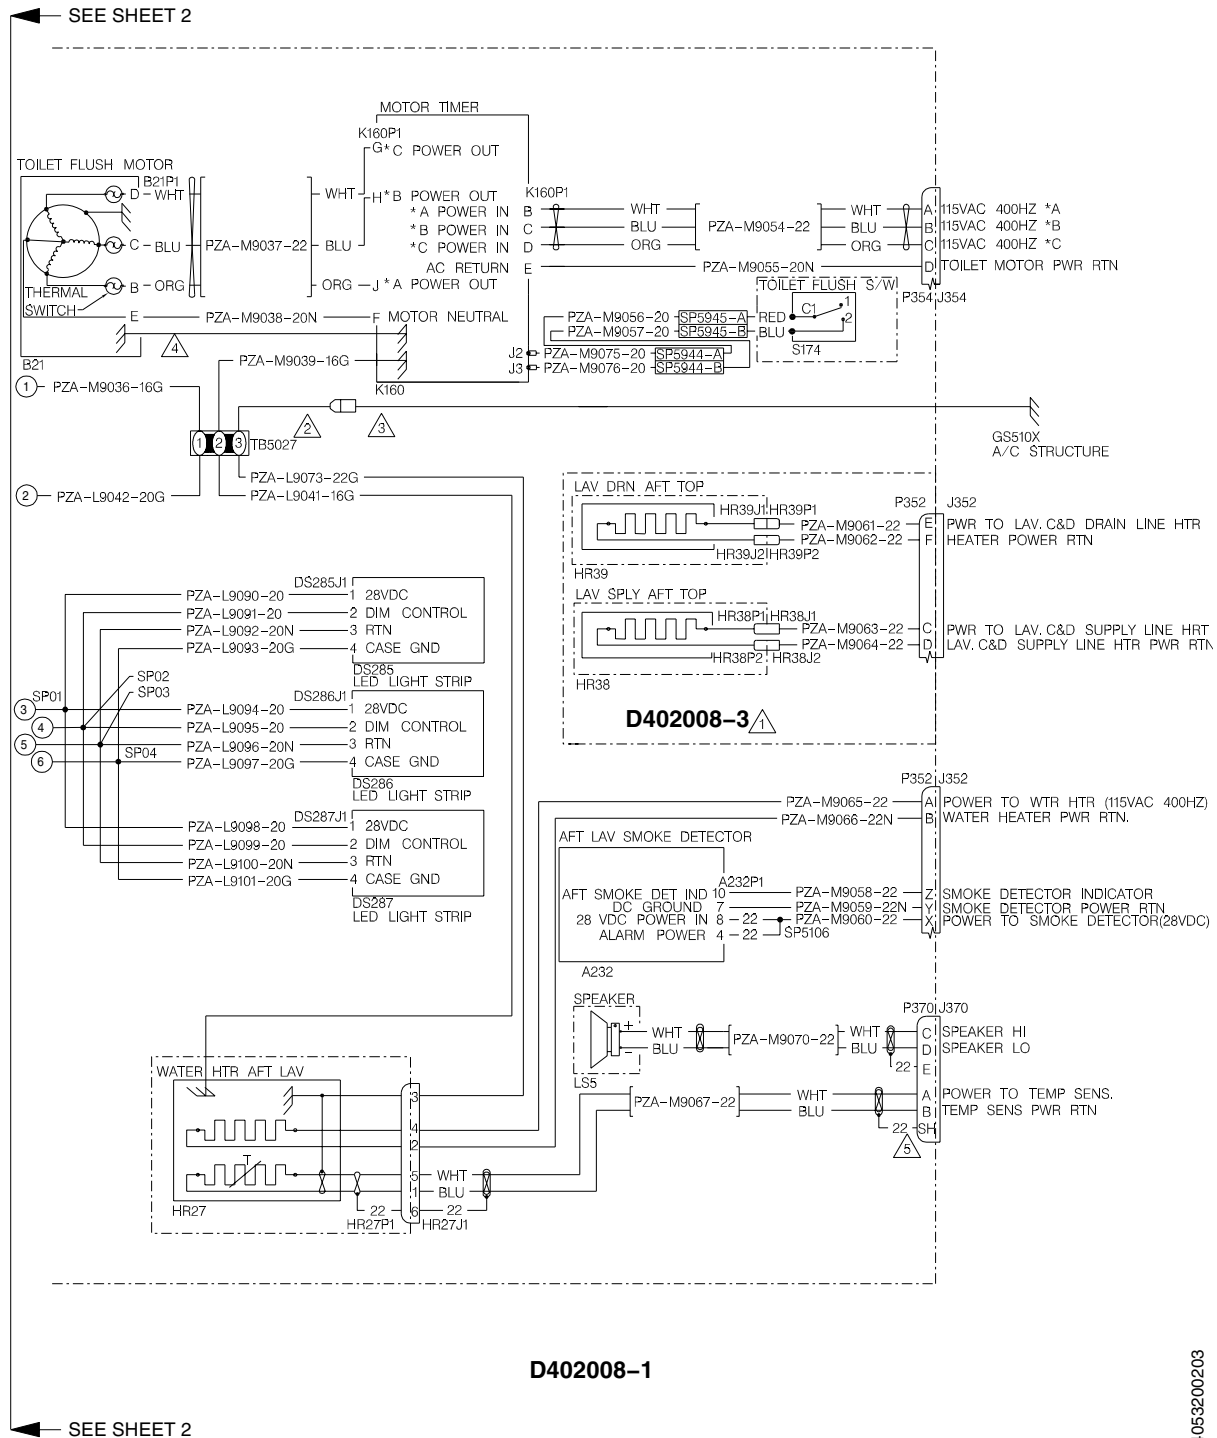 SEE SHEET 2
MOTOR TIMER
K160P1
G *C POWER OUT
TOILET FLUSH MOTOR
B21P1
D WHT
PZA-M9037-22
WHT H *B POWER OUT
K160P1
*A POWER IN B
WHT
PZA-M9054-22
WHT
A 115VAC 400HZ *A
*B POWER IN C
BLU
BLU
B 115VAC 400HZ *B
C BLU
BLU
*C POWER IN D
ORG
ORG
C 115VAC 400HZ *C
AC RETURN E
PZA-M9055-20N
D TOILET MOTOR PWR RTN
B ORG
ORG J *A POWER OUT
THERMAL
SWITCH
TOILET FLUSH S/W
P354 J354
E PZA-M9038-20N F MOTOR NEUTRAL
PZA-M9056-20 SP5945-A RED
C1 1
2
PZA-M9057-20 SP5945-B BLU
S174
4
B21
PZA-M9039-16G
J2 PZA-M9075-20 SP5944-A
J3 PZA-M9076-20 SP5944-B
K160
1 PZA-M9036-16G
2
3
GS510X
A/C STRUCTURE
1 2 3 TB5027
PZA-L9073-22G
2 PZA-L9042-20G
PZA-L9041-16G
LAV DRN AFT TOP
P352 J352
HR39J1 HR39P1
PZA-M9061-22 E PWR TO LAV. C&D DRAIN LINE HTR
PZA-M9062-22 F HEATER POWER RTN
HR39J2 HR39P2
HR39
LAV SPLY AFT TOP
HR38P1 HR38J1
PZA-M9063-22 C PWR TO LAV. C&D SUPPLY LINE HRT
PZA-M9064-22 D LAV. C&D SUPPLY LINE HTR PWR RTN
HR38P2 HR38J2
HR38
D402008-3 1
DS285J1
PZA-L9090-20 1 28VDC
PZA-L9091-20 2 DIM CONTROL
PZA-L9092-20N 3 RTN
PZA-L9093-20G 4 CASE GND
DS285
LED LIGHT STRIP
SP01
SP02
SP03
DS286J1
3 PZA-L9094-20 1 28VDC
4 PZA-L9095-20 2 DIM CONTROL
5 PZA-L9096-20N 3 RTN
SP04
6 PZA-L9097-20G 4 CASE GND
DS286
LED LIGHT STRIP
DS287J1
PZA-L9098-20 1 28VDC
PZA-L9099-20 2 DIM CONTROL
PZA-L9100-20N 3 RTN
PZA-L9101-20G 4 CASE GND
DS287
LED LIGHT STRIP
P352 J352
PZA-M9065-22 A POWER TO WTR HTR (115VAC 400HZ)
PZA-M9066-22N B WATER HEATER PWR RTN.
AFT LAV SMOKE DETECTOR
A232P1
AFT SMOKE DET IND 10 PZA-M9058-22 Z SMOKE DETECTOR INDICATOR
DC GROUND 7 PZA-M9059-22N Y SMOKE DETECTOR POWER RTN
28 VDC POWER IN 8 22 PZA-M9060-22 X POWER TO SMOKE DETECTOR(28VDC)
ALARM POWER 4 22 SP5106
A232
SPEAKER
P370 J370
+ WHT PZA-M9070-22 WHT C SPEAKER HI
- BLU BLU D SPEAKER LO
22 E
LS5
PZA-M9067-22 WHT A POWER TO TEMP SENS.
BLU B TEMP SENS PWR RTN
22 SH
5
WATER HTR AFT LAV
3
4
2
T
5 WHT
1 BLU
22 6 22
HR27
HR27P1 HR27J1
D402008-1
SEE SHEET 2